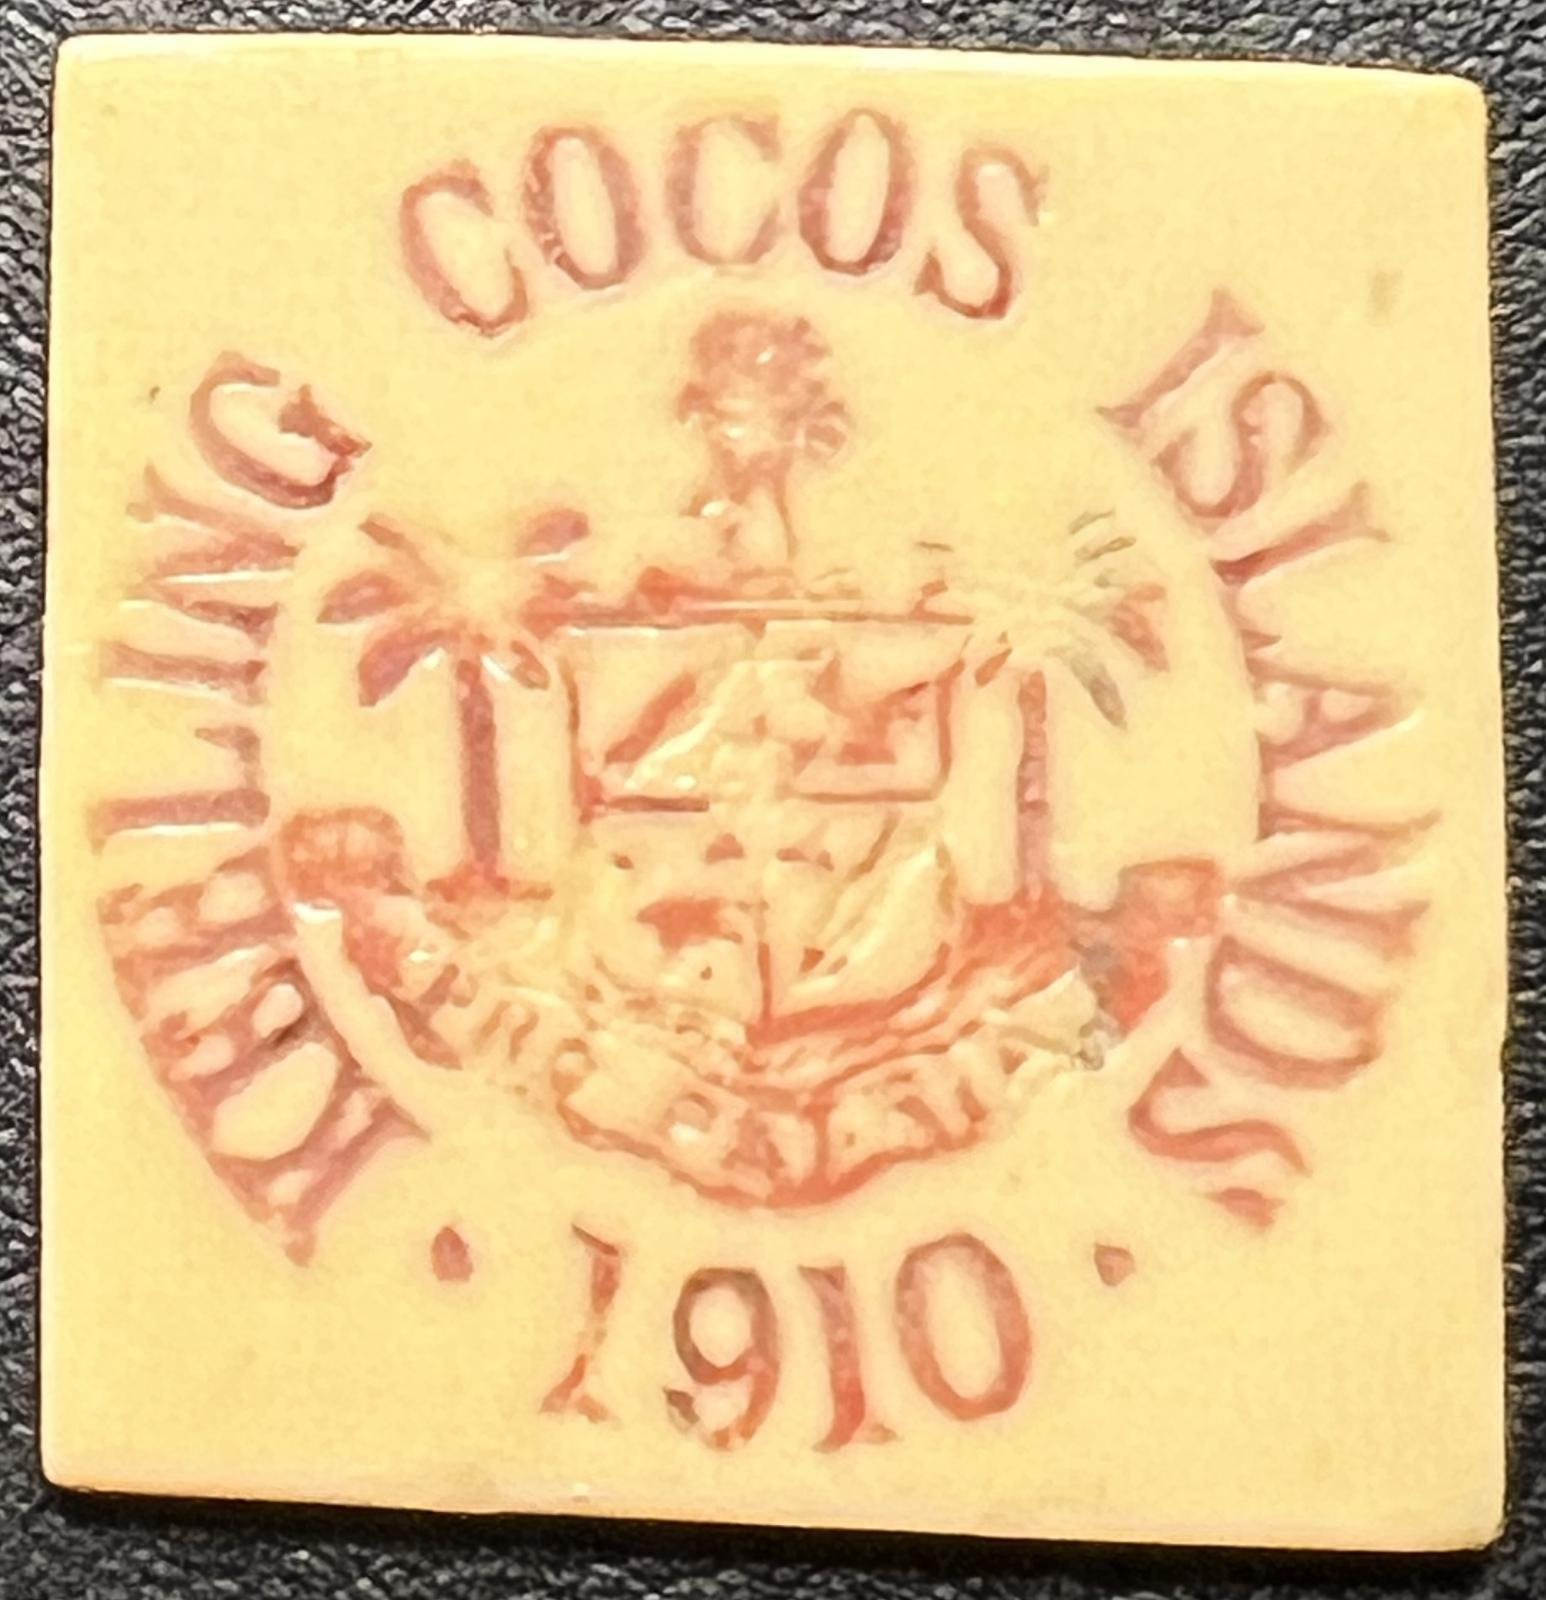 KEELING COCOS ISLANDS
· 1910 ·